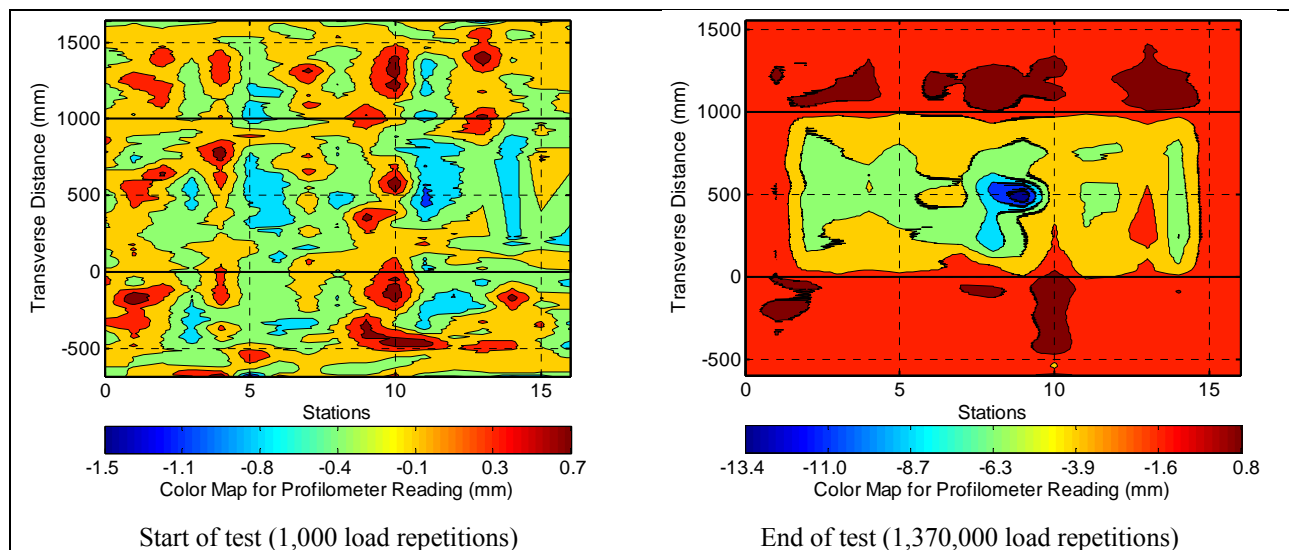 1500
1000
500
0
-500
Transverse Distance (mm)
0 5 10 15
Stations
-1.5 -1.1 -0.8 -0.4 -0.1 0.3 0.7
Color Map for Profilometer Reading (mm)
Start of test (1,000 load repetitions)
1500
1000
500
0
-500
Transverse Distance (mm)
0 5 10 15
Stations
-13.4 -11.0 -8.7 -6.3 -3.9 -1.6 0.8
Color Map for Profilometer Reading (mm)
End of test (1,370,000 load repetitions)